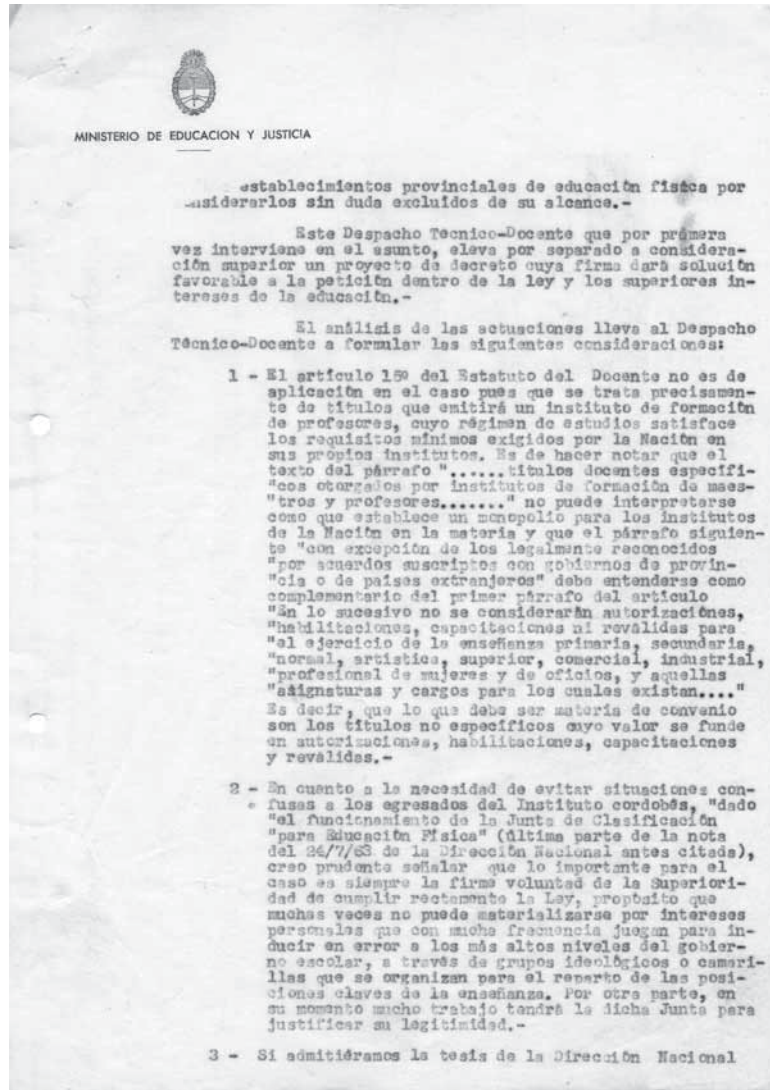 MINISTERIO DE EDUCACION Y JUSTICIA
establecimientos provinciales de educación física por
siderarlos sin duda excluídos de su alcance.-
Este Despacho Tecnico-Docente que por primera
vez interviene en el asunto, eleva por separado a considera-
ción superior un proyecto de decreto cuya firma dará solución
favorable a la petición dentro de la ley y los superiores in-
tereses de la educación.-
El análisis de las actuaciones lleva al Despacho
Técnico-Docente a formular las siguientes consideraciones:
1 - El artículo 15º del Estatuto del Docente no es de
aplicación en el caso pues que se trata precisamen-
te de títulos que emitirá un instituto de formación
de profesores, cuyo régimen de estudios satisface
los requisitos mínimos exigidos por la Nación en
sus propios institutos. Es de hacer notar que el
texto del párrafo "......títulos docentes específi-
"cos otorgados por institutos de formación de maes-
"tros y profesores......." no puede interpretarse
como que establece un monopolio para los institutos
de la Nación en la materia y que el párrafo siguien-
te "con excepción de los legalmente reconocidos
"por acuerdos suscriptos con gobiernos de provin-
"cia o de países extranjeros" debe entenderse como
complementario del primer párrafo del artículo
"En lo sucesivo no se considerarán autorizaciónes,
"habilitaciones, capacitaciones ni reválidas para
"el ejercicio de la enseñanza primaria, secundaria,
"normal, artística, superior, comercial, industrial,
"profesional de mujeres y de oficios, y aquellas
"asignaturas y cargos para los cuales existan...."
Es decir, que lo que debe ser materia de convenio
son los títulos no específicos cuyo valor se funde
en autorizaciones, habilitaciones, capacitaciones
y reválidas.-
2 - En cuanto a la necesidad de evitar situaciones con-
fusas a los egresados del Instituto cordobés, "dado
"el funcionamiento de la Junta de Clasificación
"para Educación Física" (última parte de la nota
del 24/7/63 de la Dirección Nacional antes citada),
creo prudente señalar que lo importante para el
caso es siempre la firme voluntad de la Superiori-
dad de cumplir rectamente la Ley, propósito que
muchas veces no puede materializarse por intereses
personales que con mucha frecuencia juegan para in-
ducir en error a los más altos niveles del gobier-
no escolar, a través de grupos ideológicos o camari-
llas que se organizan para el reparto de las posi-
ciones claves de la enseñanza. Por otra parte, en
su momento mucho trabajo tendrá la dicha Junta para
justificar su legitimidad.-
3 - Si admitiéramos la tesis de la Dirección Nacional